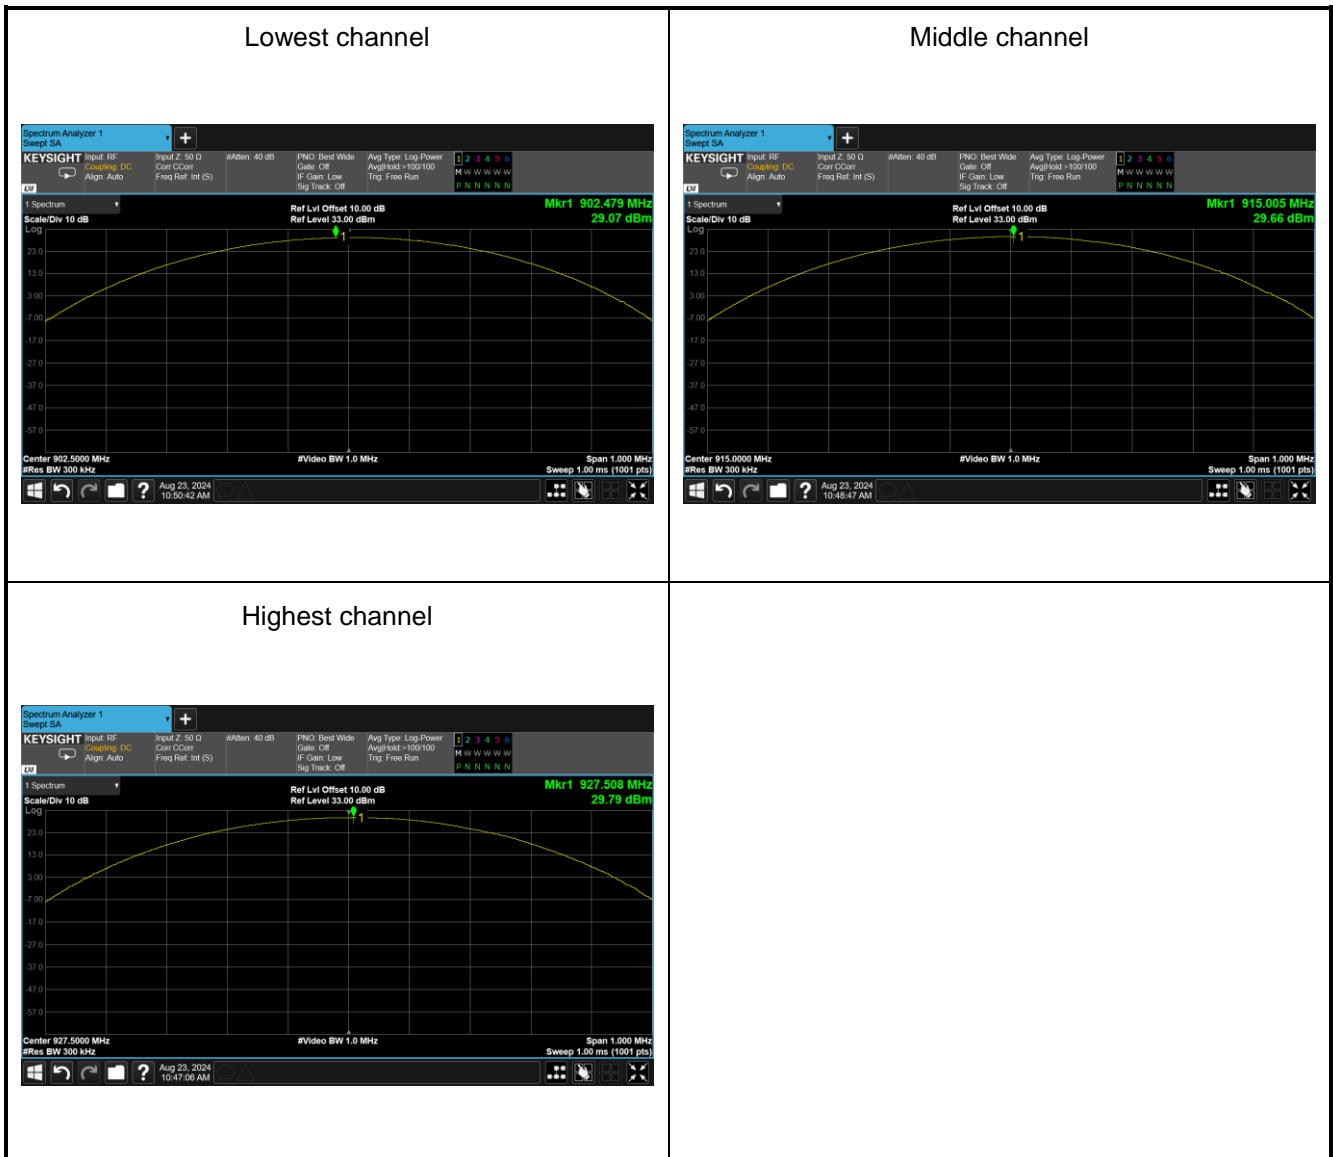 Lowest channel
Spectrum Analyzer 1
Swept SA
KEYSIGHT Input: RF Input Z: 50 Ω #Atten: 40 dB PNO: Best Wide Avg Type: Log-Power 1 2 3 4 5 6
Coupling: DC Corr CCorr Gate: Off Avg|Hold:>100/100 M W W W W W
Align: Auto Freq Ref: Int (S) IF Gain: Low Trig: Free Run
Sig Track: Off P N N N N N
LXI
1 Spectrum Ref Lvl Offset 10.00 dB Mkr1 902.479 MHz
Scale/Div 10 dB Ref Level 33.00 dBm 29.07 dBm
Log
1
23.0
13.0
3.00
-7.00
-17.0
-27.0
-37.0
-47.0
-57.0
Center 902.5000 MHz #Video BW 1.0 MHz Span 1.000 MHz
#Res BW 300 kHz Sweep 1.00 ms (1001 pts)
? Aug 23, 2024
10:50:42 AM
Middle channel
Spectrum Analyzer 1
Swept SA
KEYSIGHT Input: RF Input Z: 50 Ω #Atten: 40 dB PNO: Best Wide Avg Type: Log-Power 1 2 3 4 5 6
Coupling: DC Corr CCorr Gate: Off Avg|Hold:>100/100 M W W W W W
Align: Auto Freq Ref: Int (S) IF Gain: Low Trig: Free Run
Sig Track: Off P N N N N N
LXI
1 Spectrum Ref Lvl Offset 10.00 dB Mkr1 915.005 MHz
Scale/Div 10 dB Ref Level 33.00 dBm 29.66 dBm
Log
1
23.0
13.0
3.00
-7.00
-17.0
-27.0
-37.0
-47.0
-57.0
Center 915.0000 MHz #Video BW 1.0 MHz Span 1.000 MHz
#Res BW 300 kHz Sweep 1.00 ms (1001 pts)
? Aug 23, 2024
10:48:47 AM
Highest channel
Spectrum Analyzer 1
Swept SA
KEYSIGHT Input: RF Input Z: 50 Ω #Atten: 40 dB PNO: Best Wide Avg Type: Log-Power 1 2 3 4 5 6
Coupling: DC Corr CCorr Gate: Off Avg|Hold:>100/100 M W W W W W
Align: Auto Freq Ref: Int (S) IF Gain: Low Trig: Free Run
Sig Track: Off P N N N N N
LXI
1 Spectrum Ref Lvl Offset 10.00 dB Mkr1 927.508 MHz
Scale/Div 10 dB Ref Level 33.00 dBm 29.79 dBm
Log
1
23.0
13.0
3.00
-7.00
-17.0
-27.0
-37.0
-47.0
-57.0
Center 927.5000 MHz #Video BW 1.0 MHz Span 1.000 MHz
#Res BW 300 kHz Sweep 1.00 ms (1001 pts)
? Aug 23, 2024
10:47:06 AM